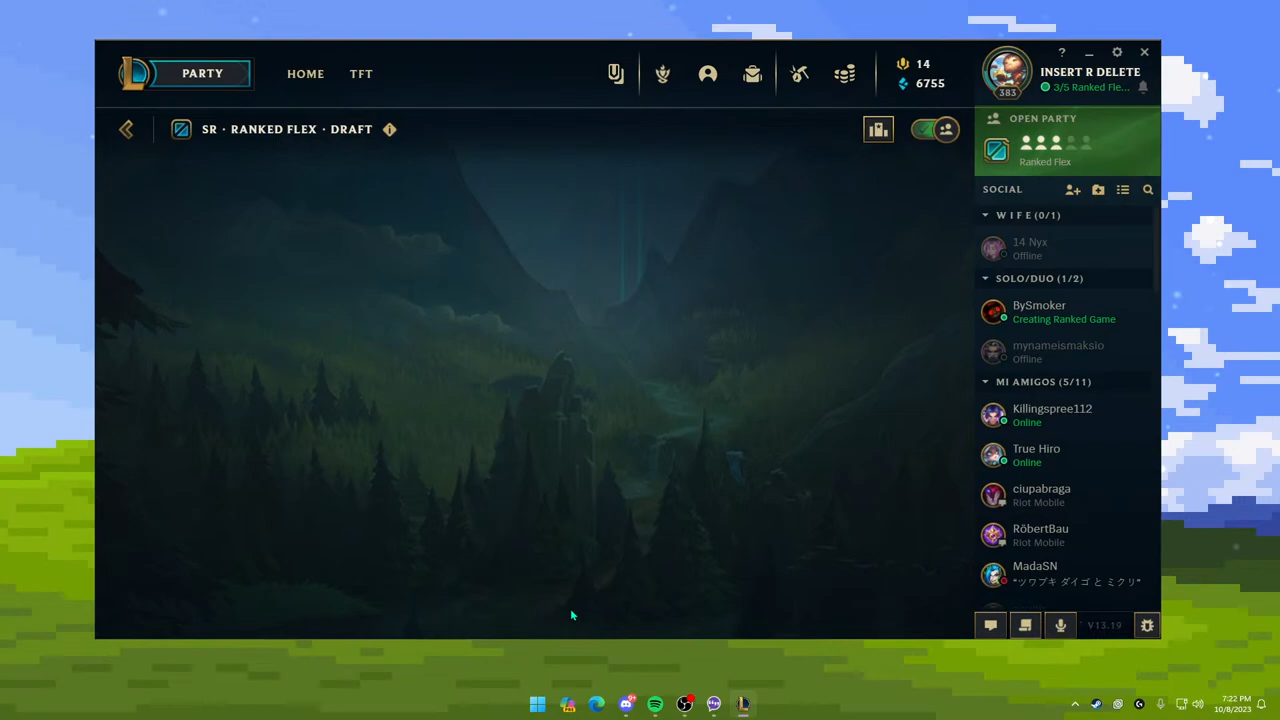 PARTY
HOME
TFT
14
6755
383
INSERT R DELETE
3/5 Ranked Fle...
SR · RANKED FLEX · DRAFT
OPEN PARTY
Ranked Flex
SOCIAL
W I F E (0/1)
14 Nyx
Offline
SOLO/DUO (1/2)
BySmoker
Creating Ranked Game
mynameismaksio
Offline
MI AMIGOS (5/11)
Killingspree112
Online
True Hiro
Online
ciupabraga
Riot Mobile
RöbertBau
Riot Mobile
MadaSN
"ツワブキ ダイゴ と ミクリ"
V13.19
9+
PRE
7:22 PM
10/8/2023